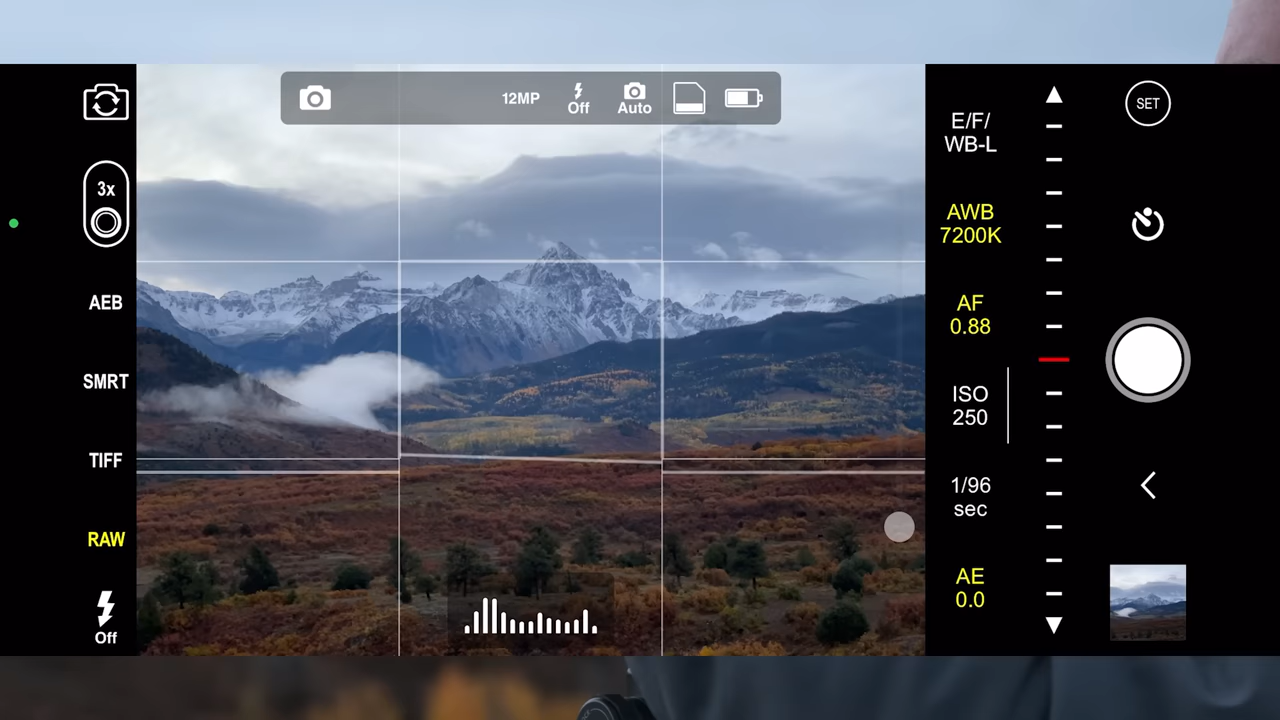 12MP
Off
Auto
3x
AEB
SMRT
TIFF
RAW
Off
E/F/
WB-L
AWB
7200K
AF
0.88
ISO
250
1/96
sec
AE
0.0
SET